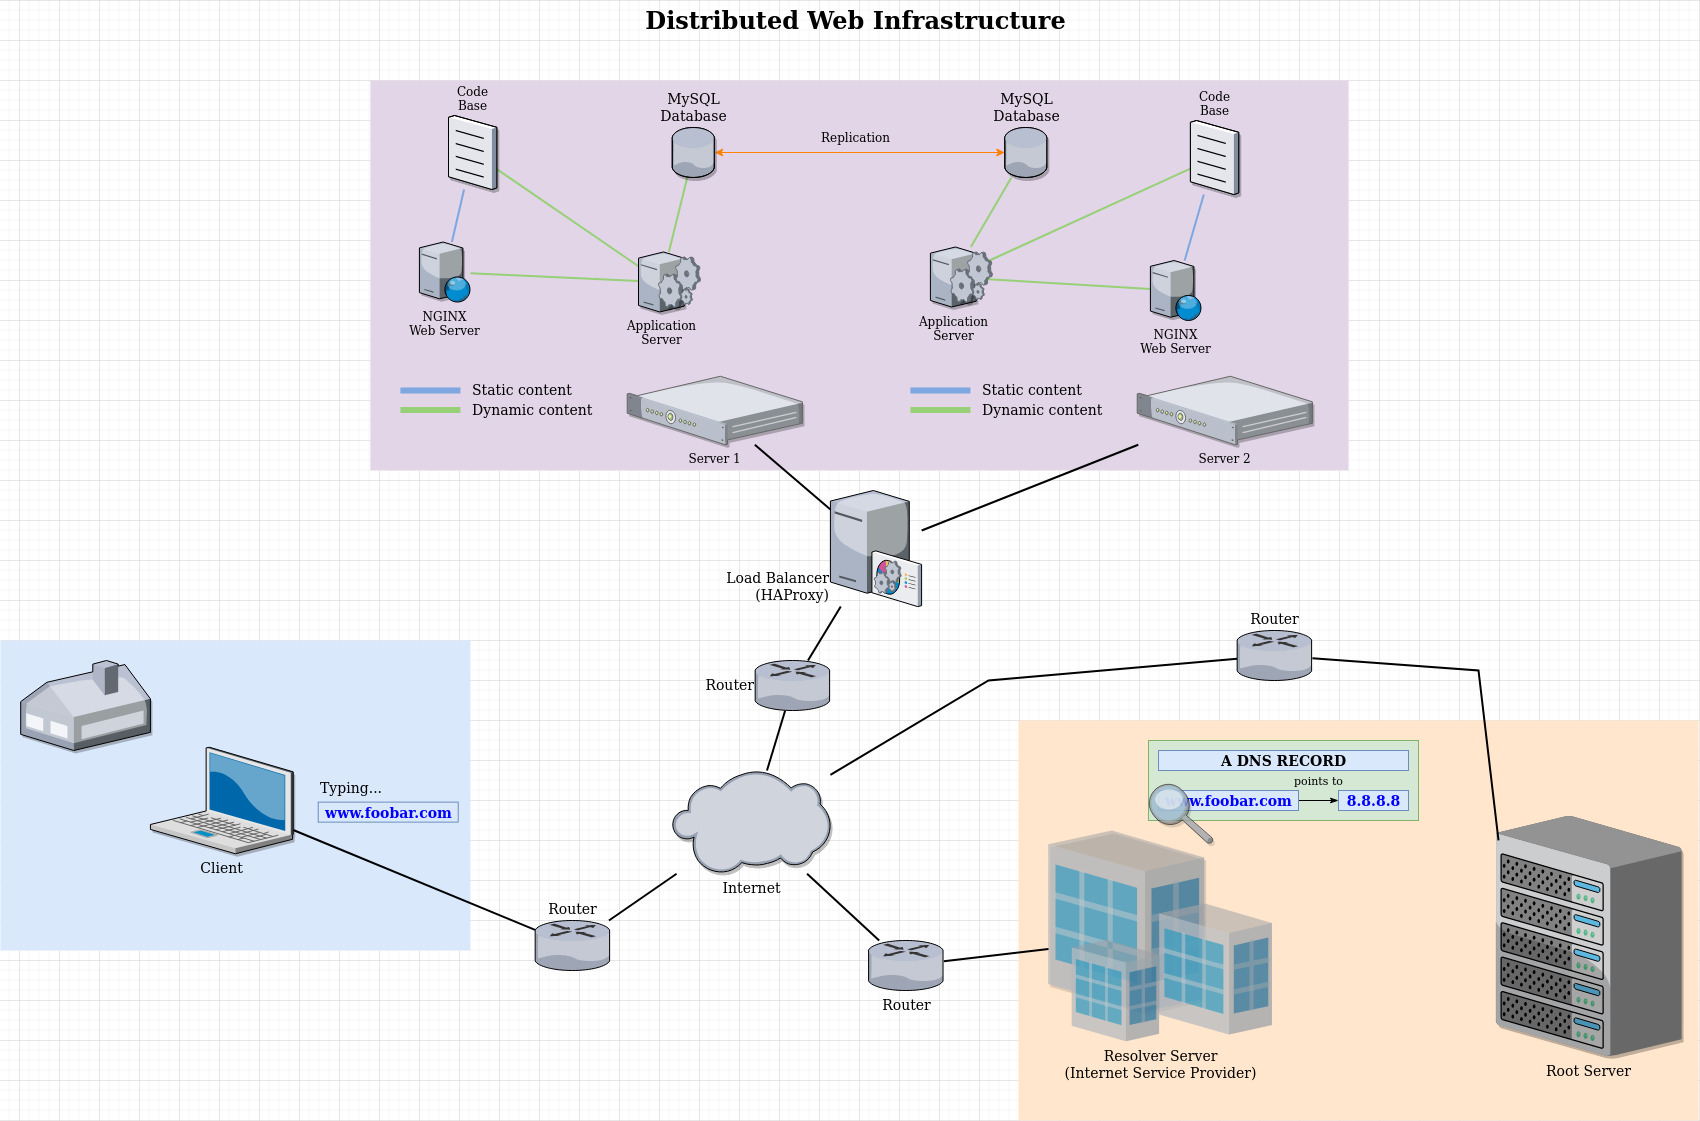 Distributed Web Infrastructure
Code
Base
MySQL
Database
MySQL
Database
Code
Base
Replication
NGINX
Web Server
Application
Server
Application
Server
NGINX
Web Server
Static content
Dynamic content
Static content
Dynamic content
Server 1
Server 2
Load Balancer
(HAProxy)
Router
Router
Typing...
www.foobar.com
Client
A DNS RECORD
points to
www.foobar.com
8.8.8.8
Internet
Router
Router
Resolver Server
(Internet Service Provider)
Root Server